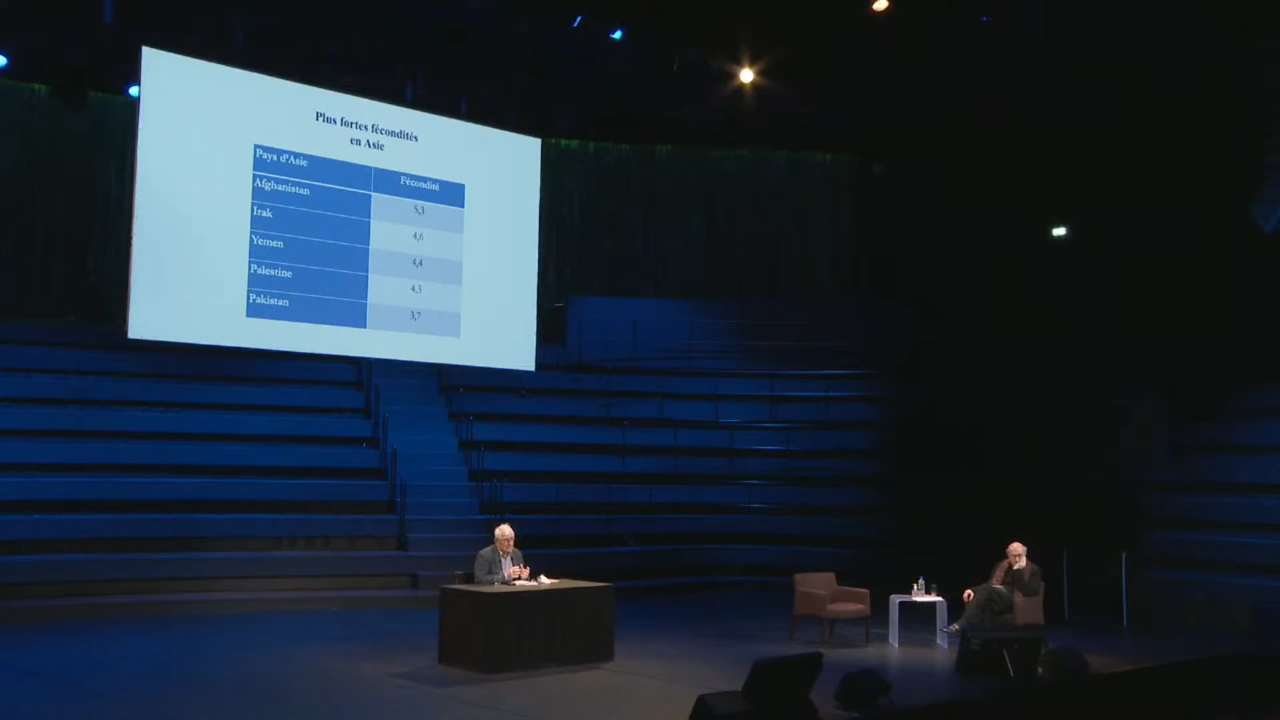 Plus fortes fécondités
en Asie
Pays d'Asie Fécondité
Afghanistan 5,3
Irak 4,6
Yemen 4,4
Palestine 4,3
Pakistan 3,7